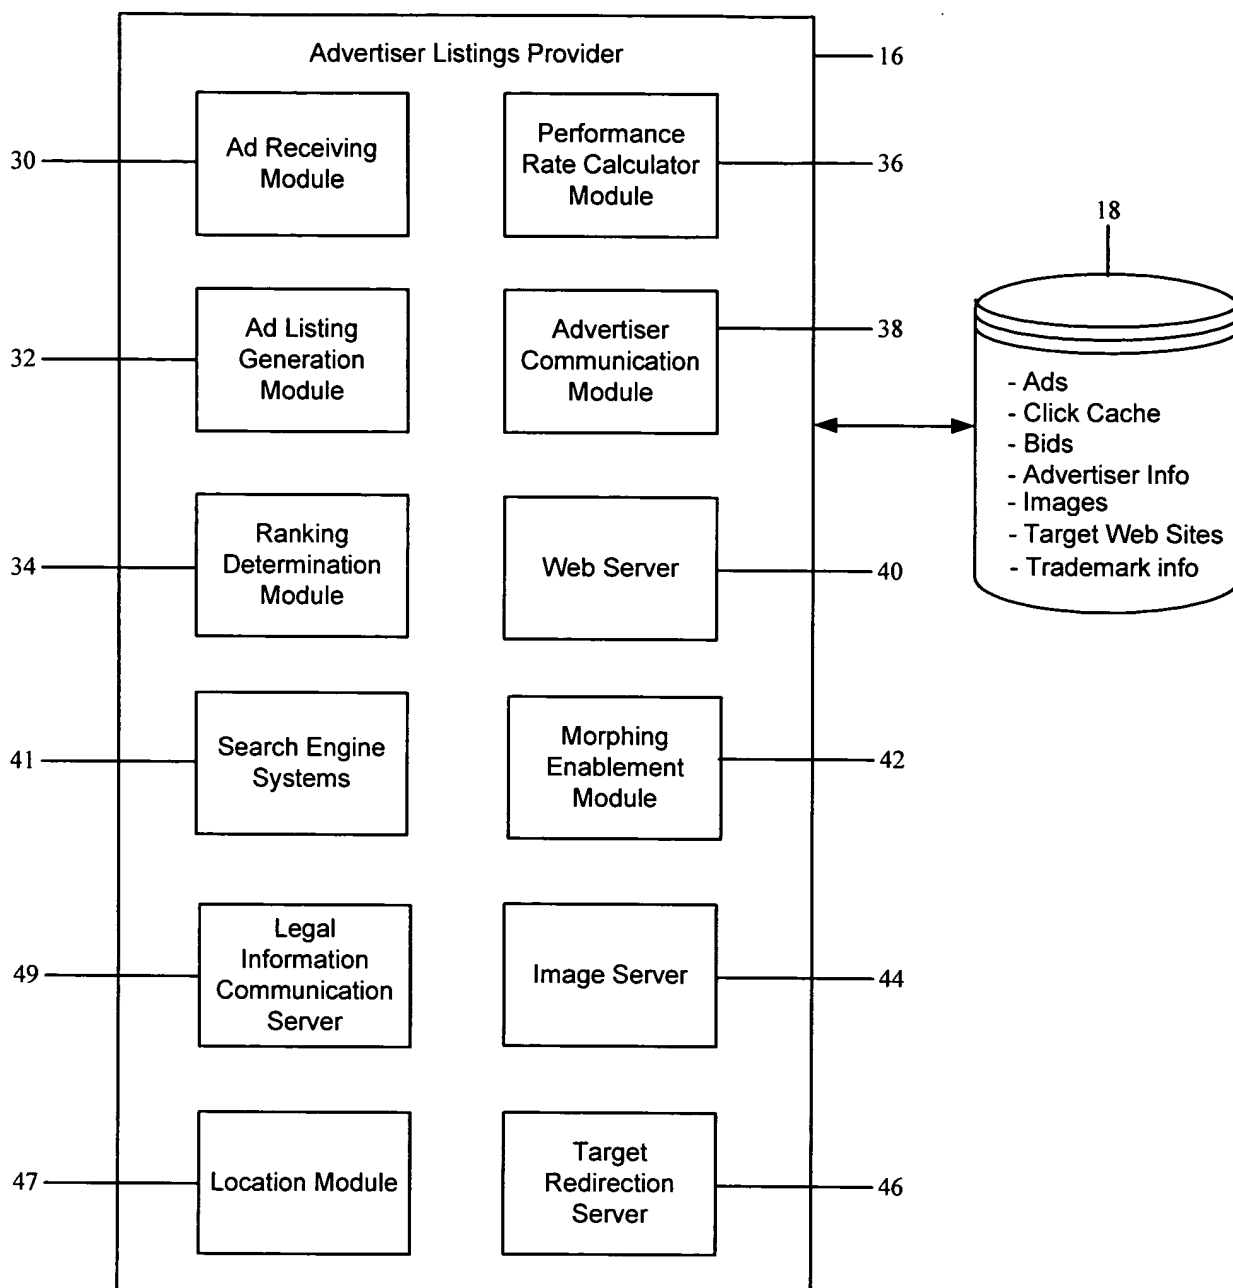 Advertiser Listings Provider
16
30
Ad Receiving
Module
Performance
Rate Calculator
Module
36
18
32
Ad Listing
Generation
Module
Advertiser
Communication
Module
38
- Ads
- Click Cache
- Bids
- Advertiser Info
- Images
- Target Web Sites
- Trademark info
34
Ranking
Determination
Module
Web Server
40
41
Search Engine
Systems
Morphing
Enablement
Module
42
49
Legal
Information
Communication
Server
Image Server
44
47
Location Module
Target
Redirection
Server
46